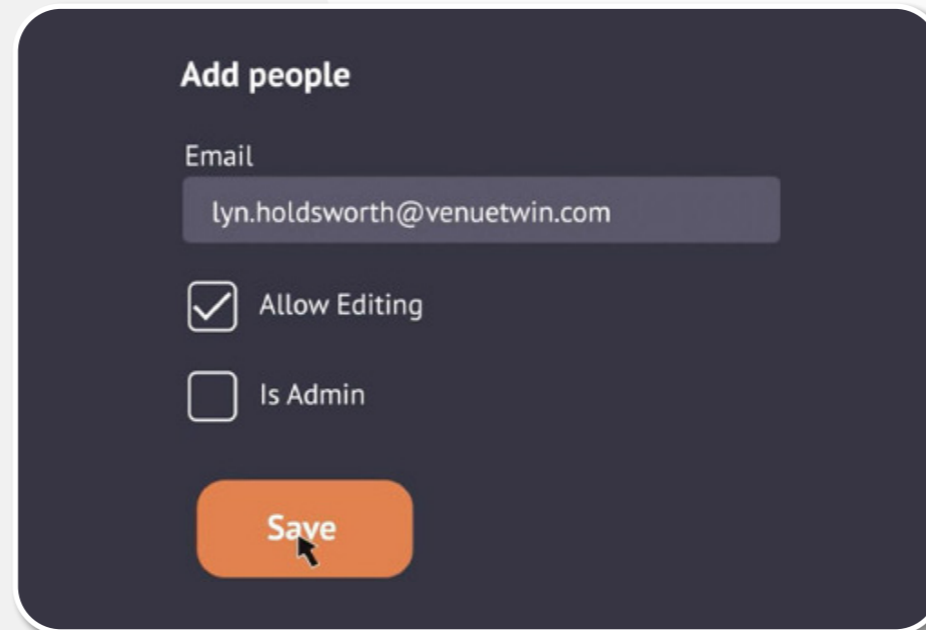 Add people
Email
lyn.holdsworth@venuetwin.com
Allow Editing
Is Admin
Save